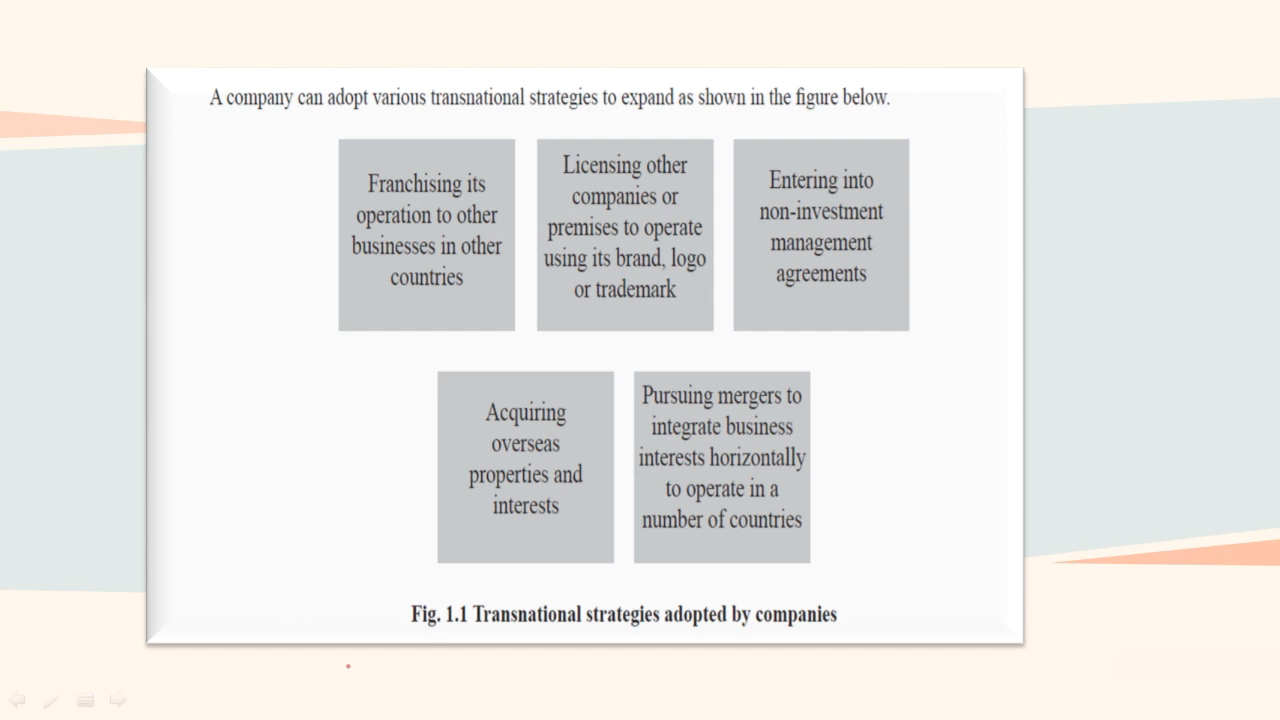 A company can adopt various transnational strategies to expand as shown in the figure below.
Franchising its
operation to other
businesses in other
countries
Licensing other
companies or
premises to operate
using its brand, logo
or trademark
Entering into
non-investment
management
agreements
Acquiring
overseas
properties and
interests
Pursuing mergers to
integrate business
interests horizontally
to operate in a
number of countries
Fig. 1.1 Transnational strategies adopted by companies